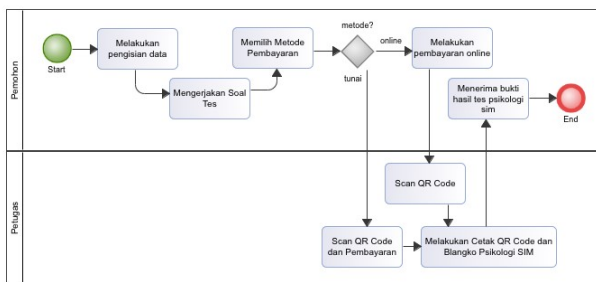 Pemohon
Start
Melakukan
pengisian data
Mengerjakan Soal
Tes
Memilih Metode
Pembayaran
metode?
online
tunai
Melakukan
pembayaran online
Menerima bukti
hasil tes psikologi
sim
End
Petugas
Scan QR Code
Scan QR Code
dan Pembayaran
Melakukan Cetak QR Code dan
Blangko Psikologi SIM